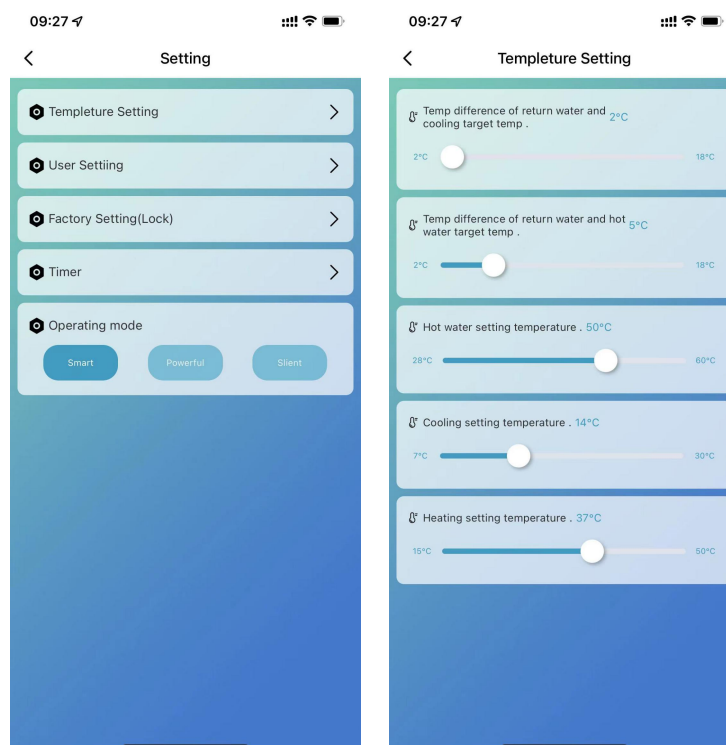 09:27
Setting
Templeture Setting
User Settiing
Factory Setting(Lock)
Timer
Operating mode
Smart
Powerful
Slient
09:27
Templeture Setting
Temp difference of return water and
cooling target temp .
2°C
2°C
18°C
Temp difference of return water and hot
water target temp .
5°C
2°C
18°C
Hot water setting temperature . 50°C
28°C
60°C
Cooling setting temperature . 14°C
7°C
30°C
Heating setting temperature . 37°C
15°C
50°C